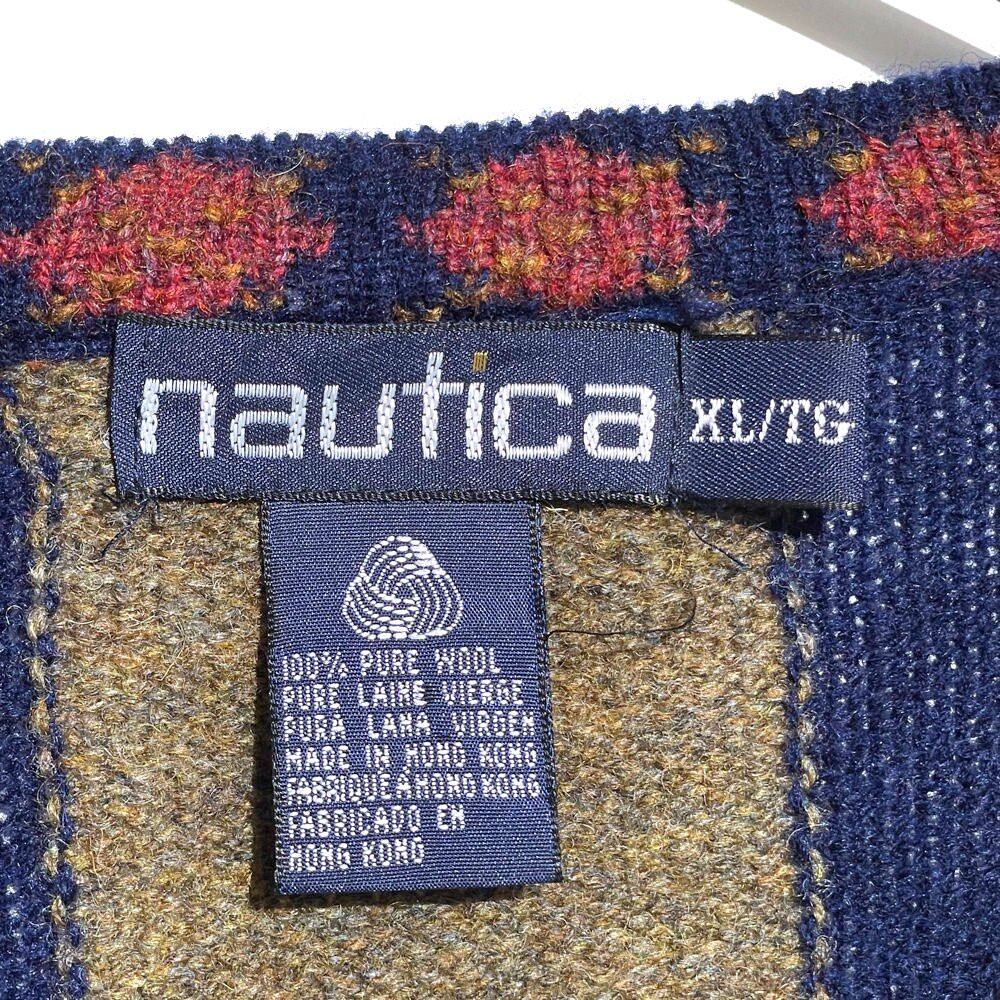 nautica
XL/TG
100% PURE WOOL
PURE LAINE VIERGE
PURA LANA VIRGEN
MADE IN HONG KONG
FABRIQUE A HONG KONG
FABRICADO EN
HONG KONG